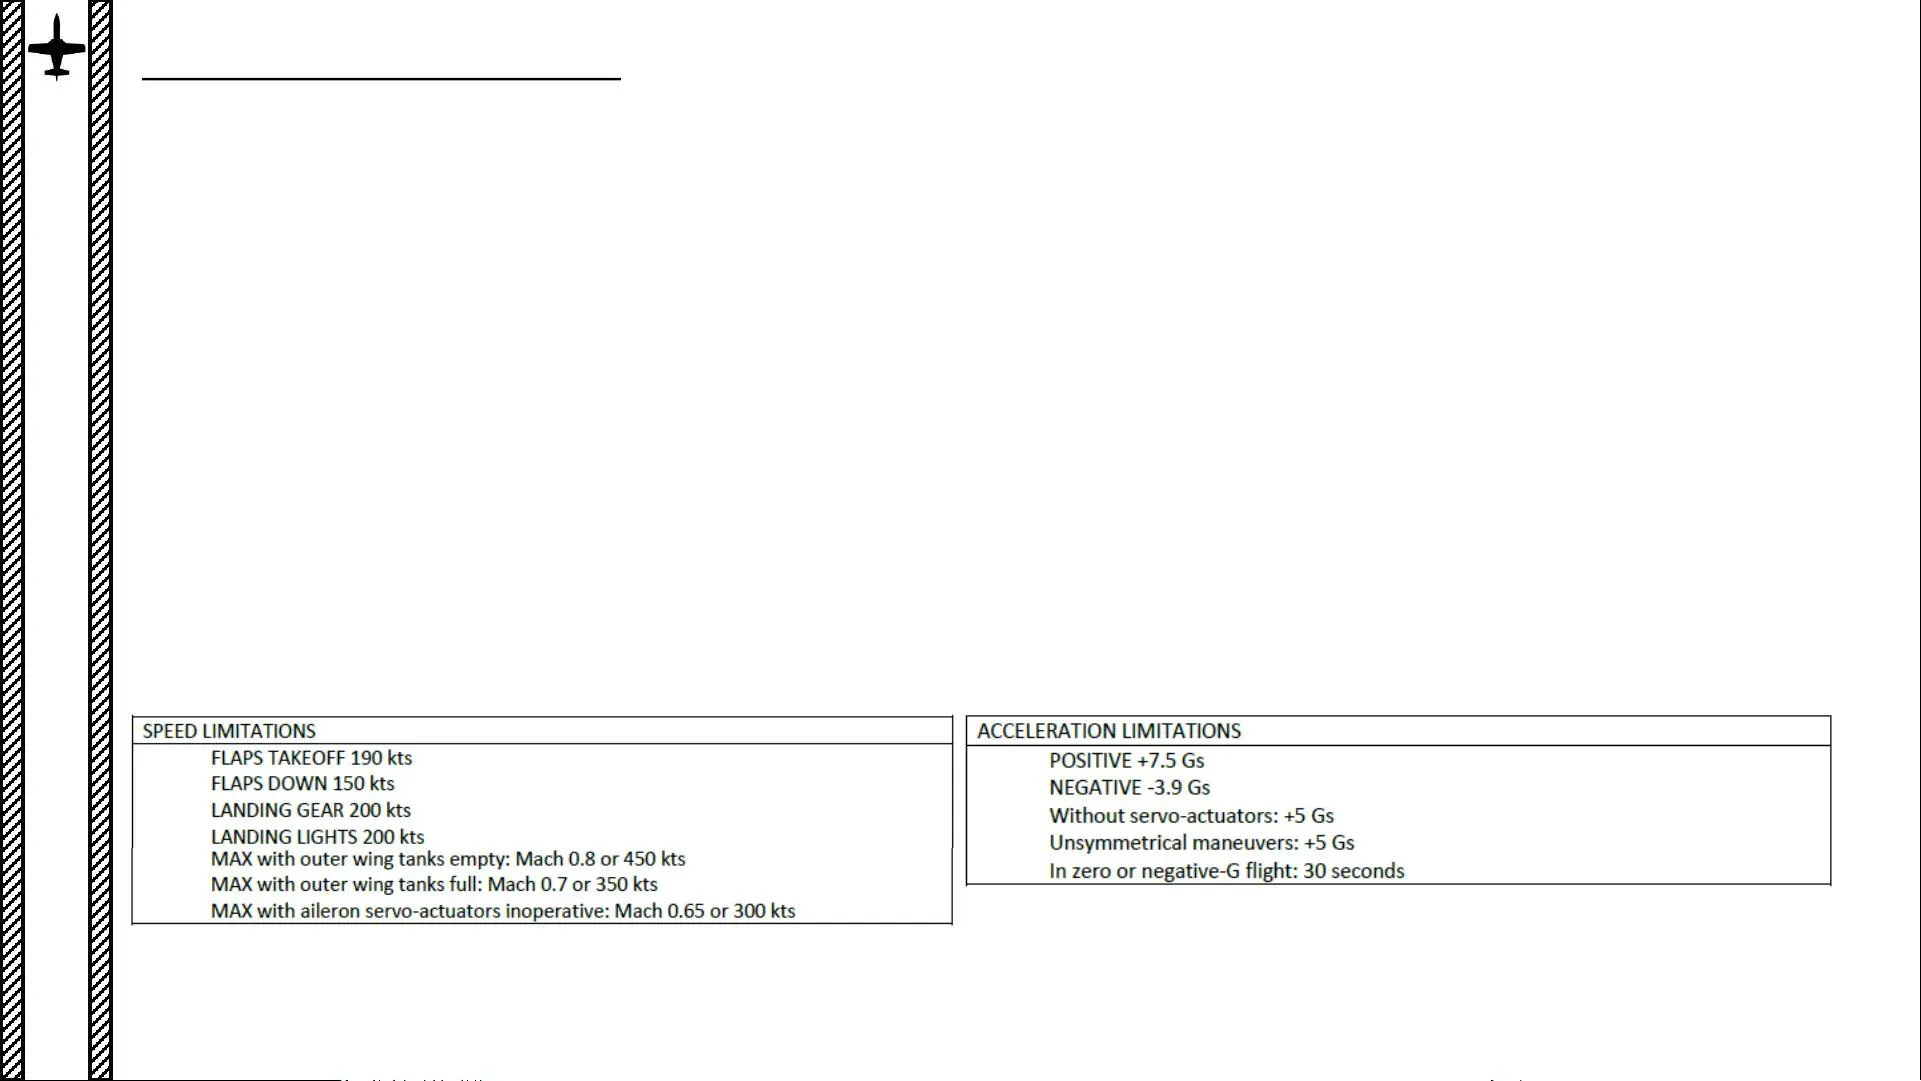 SPEED LIMITATIONS
FLAPS TAKEOFF 190 kts
FLAPS DOWN 150 kts
LANDING GEAR 200 kts
LANDING LIGHTS 200 kts
MAX with outer wing tanks empty: Mach 0.8 or 450 kts
MAX with outer wing tanks full: Mach 0.7 or 350 kts
MAX with aileron servo-actuators inoperative: Mach 0.65 or 300 kts
ACCELERATION LIMITATIONS
POSITIVE +7.5 Gs
NEGATIVE -3.9 Gs
Without servo-actuators: +5 Gs
Unsymmetrical maneuvers: +5 Gs
In zero or negative-G flight: 30 seconds